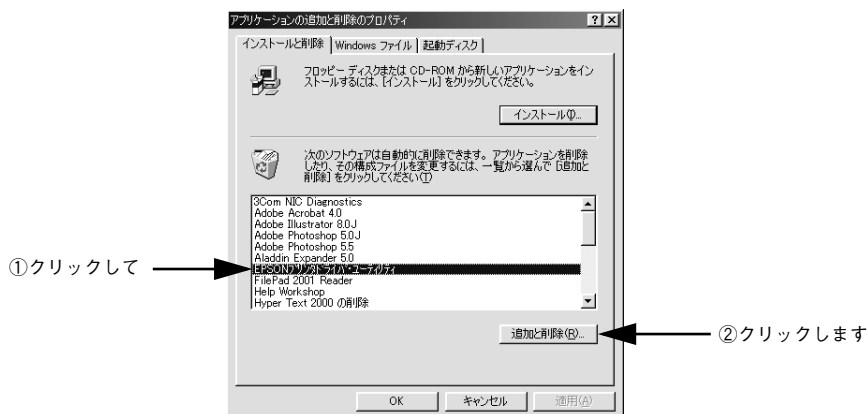 アプリケーションの追加と削除のプロパティ
インストールと削除 Windows ファイル 起動ディスク
フロッピー ディスクまたは CD-ROM から新しいアプリケーションをイン
ストールするには、[インストール] をクリックしてください。
インストール(I)...
次のソフトウェアは自動的に削除できます。アプリケーションを削除
したり、その構成ファイルを変更するには、一覧から選んで [追加と
削除] をクリックしてください(T)
3Com NIC Diagnostics
Adobe Acrobat 4.0
Adobe Illustrator 8.0J
Adobe Photoshop 5.0J
Adobe Photoshop 5.5
Aladdin Expander 5.0
①クリックして
EPSONプリンタドライバ・ユーティリティ
FilePad 2001 Reader
Help Workshop
Hyper Text 2000 の削除
追加と削除(R)...
②クリックします
OK キャンセル 適用(A)